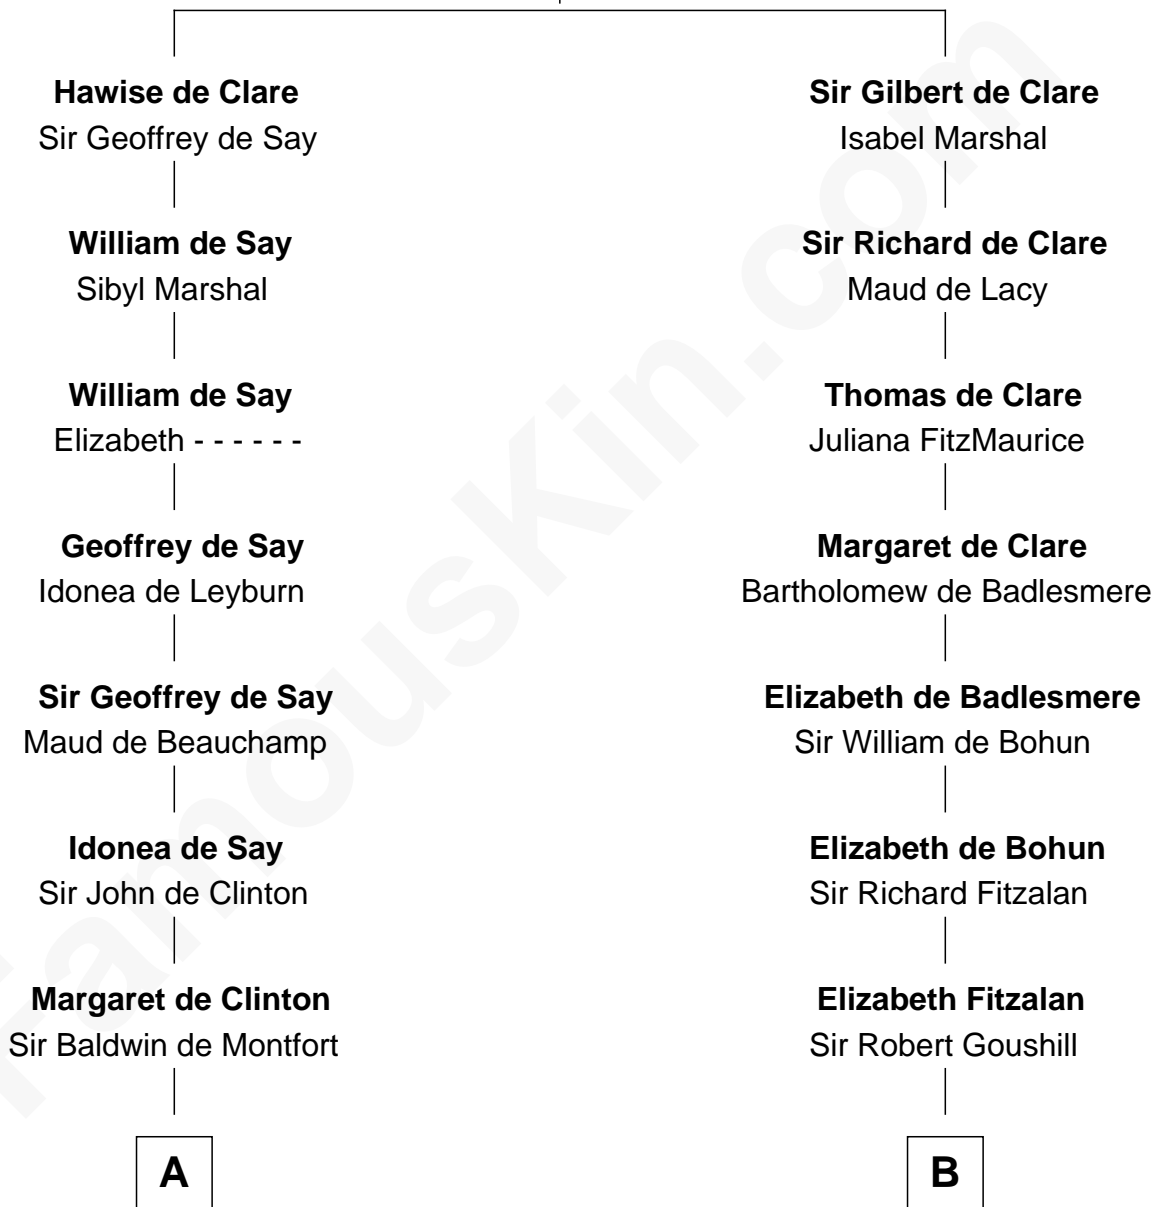 Hawise de Clare
Sir Geoffrey de Say
William de Say
Sibyl Marshal
William de Say
Elizabeth - - - - - -
Geoffrey de Say
Idonea de Leyburn
Sir Geoffrey de Say
Maud de Beauchamp
Idonea de Say
Sir John de Clinton
Margaret de Clinton
Sir Baldwin de Montfort
A
Sir Gilbert de Clare
Isabel Marshal
Sir Richard de Clare
Maud de Lacy
Thomas de Clare
Juliana FitzMaurice
Margaret de Clare
Bartholomew de Badlesmere
Elizabeth de Badlesmere
Sir William de Bohun
Elizabeth de Bohun
Sir Richard Fitzalan
Elizabeth Fitzalan
Sir Robert Goushill
B
FamousKin.com